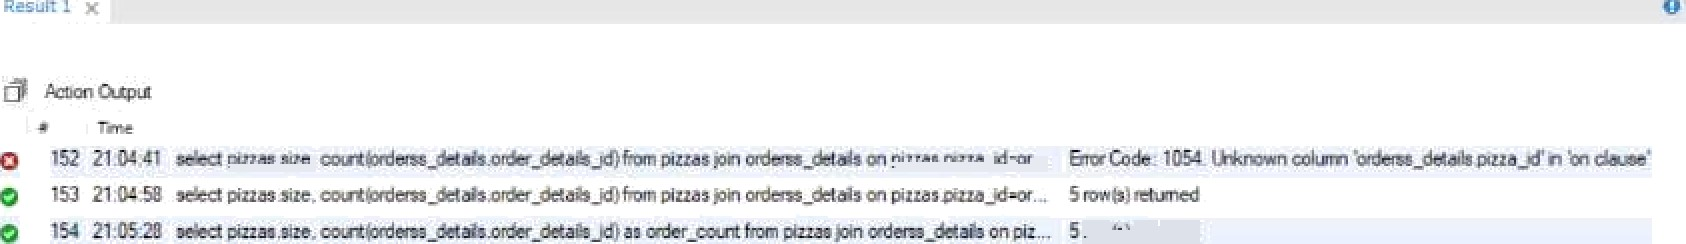 Result 1
Action Output
# Time
152 21:04:41 select pizzas.size, count(orderss_details.order_details_id) from pizzas join orderss_details on pizzas.pizza_id=or... Error Code: 1054. Unknown column 'orderss_details.pizza_id' in 'on clause'
153 21:04:58 select pizzas.size, count(orderss_details.order_details_id) from pizzas join orderss_details on pizzas.pizza_id=or... 5 row(s) returned
154 21:05:28 select pizzas.size, count(orderss_details.order_details_id) as order_count from pizzas join orderss_details on piz... 5